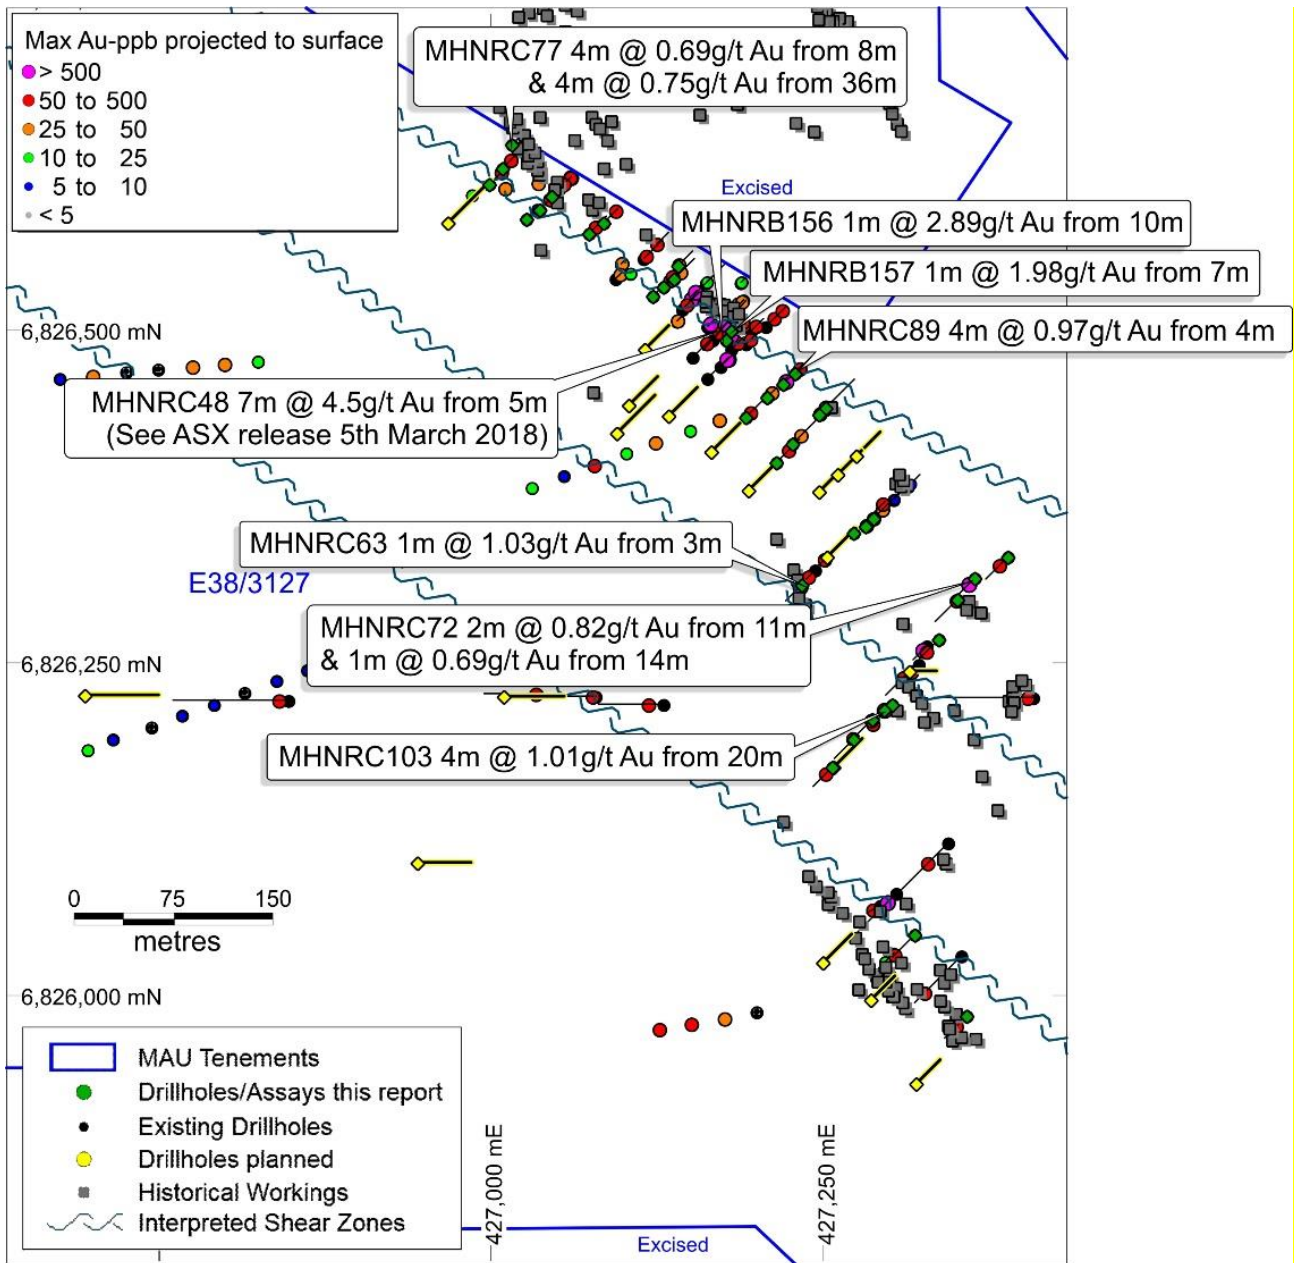 Max Au-ppb projected to surface
> 500
50 to 500
25 to 50
10 to 25
5 to 10
< 5
MHNRC77 4m @ 0.69g/t Au from 8m
& 4m @ 0.75g/t Au from 36m
Excised
MHNRB156 1m @ 2.89g/t Au from 10m
MHNRB157 1m @ 1.98g/t Au from 7m
6,826,500 mN
MHNRC89 4m @ 0.97g/t Au from 4m
MHNRC48 7m @ 4.5g/t Au from 5m
(See ASX release 5th March 2018)
MHNRC63 1m @ 1.03g/t Au from 3m
E38/3127
MHNRC72 2m @ 0.82g/t Au from 11m
& 1m @ 0.69g/t Au from 14m
6,826,250 mN
MHNRC103 4m @ 1.01g/t Au from 20m
0 75 150
metres
6,826,000 mN
MAU Tenements
Drillholes/Assays this report
Existing Drillholes
Drillholes planned
Historical Workings
Interpreted Shear Zones
427,000 mE
427,250 mE
Excised